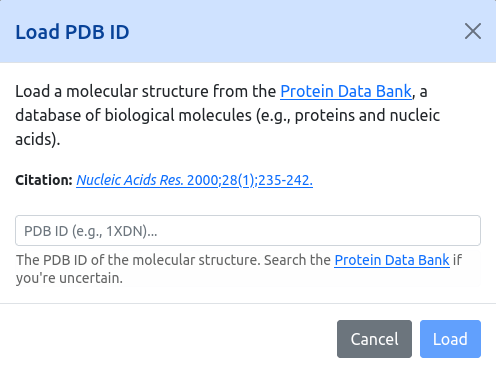 Load PDB ID
Load a molecular structure from the Protein Data Bank, a
database of biological molecules (e.g., proteins and nucleic
acids).
Citation: Nucleic Acids Res. 2000;28(1);235-242.
PDB ID (e.g., 1XDN)...
The PDB ID of the molecular structure. Search the Protein Data Bank if
you're uncertain.
Cancel Load